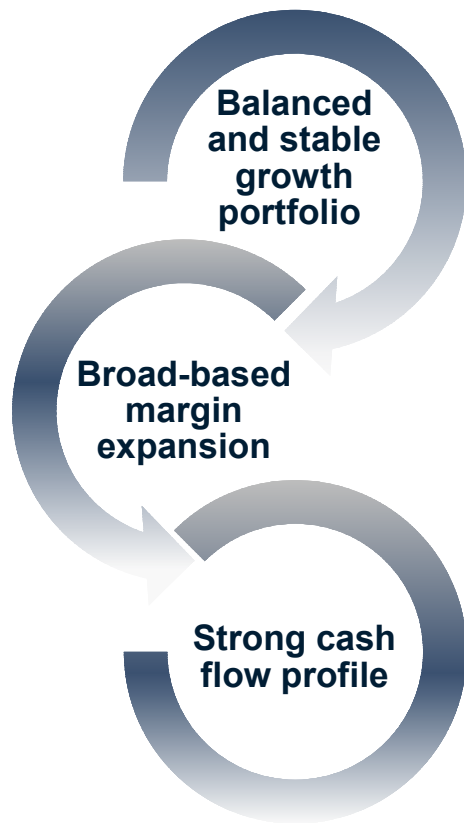 Balanced
and stable
growth
portfolio
Broad-based
margin
expansion
Strong cash
flow profile